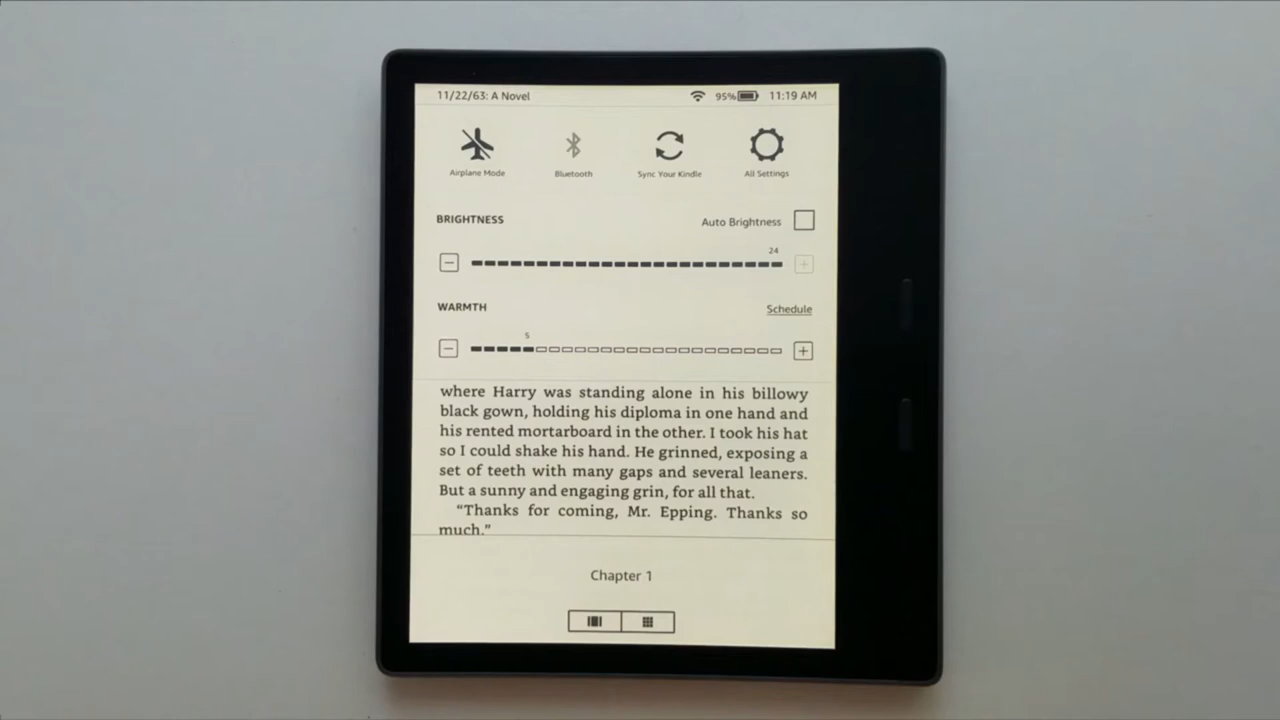 11/22/63: A Novel 95% 11:19 AM
Airplane Mode Bluetooth Sync Your Kindle All Settings
BRIGHTNESS Auto Brightness
24
WARMTH Schedule
5
where Harry was standing alone in his billowy
black gown, holding his diploma in one hand and
his rented mortarboard in the other. I took his hat
so I could shake his hand. He grinned, exposing a
set of teeth with many gaps and several leaners.
But a sunny and engaging grin, for all that.
“Thanks for coming, Mr. Epping. Thanks so
much.”
Chapter 1